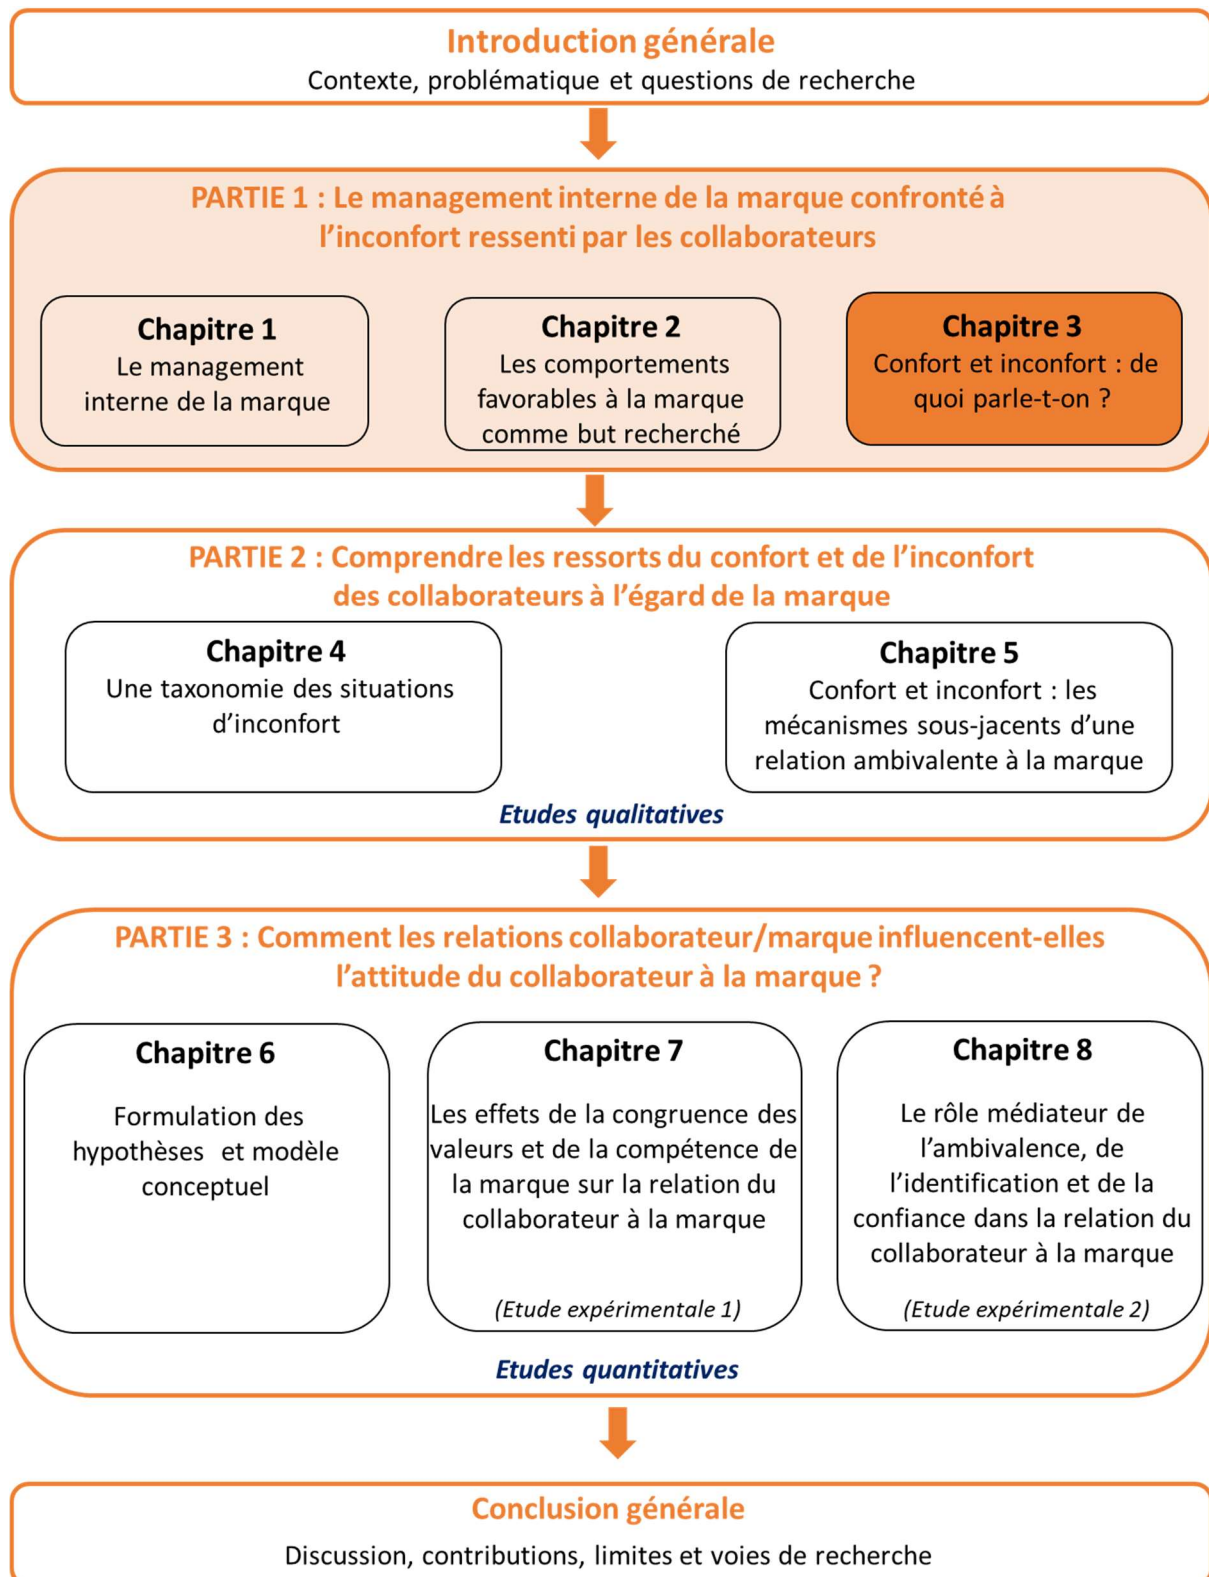 Introduction générale
Contexte, problématique et questions de recherche
PARTIE 1 : Le management interne de la marque confronté à
l'inconfort ressenti par les collaborateurs
Chapitre 1
Le management
interne de la marque
Chapitre 2
Les comportements
favorables à la marque
comme but recherché
Chapitre 3
Confort et inconfort : de
quoi parle-t-on ?
PARTIE 2 : Comprendre les ressorts du confort et de l'inconfort
des collaborateurs à l'égard de la marque
Chapitre 4
Une taxonomie des situations
d'inconfort
Chapitre 5
Confort et inconfort : les
mécanismes sous-jacents d'une
relation ambivalente à la marque
Etudes qualitatives
PARTIE 3 : Comment les relations collaborateur/marque influencent-elles
l'attitude du collaborateur à la marque ?
Chapitre 6
Formulation des
hypothèses et modèle
conceptuel
Chapitre 7
Les effets de la congruence des
valeurs et de la compétence de
la marque sur la relation du
collaborateur à la marque
(Etude expérimentale 1)
Chapitre 8
Le rôle médiateur de
l'ambivalence, de
l'identification et de la
confiance dans la relation du
collaborateur à la marque
(Etude expérimentale 2)
Etudes quantitatives
Conclusion générale
Discussion, contributions, limites et voies de recherche